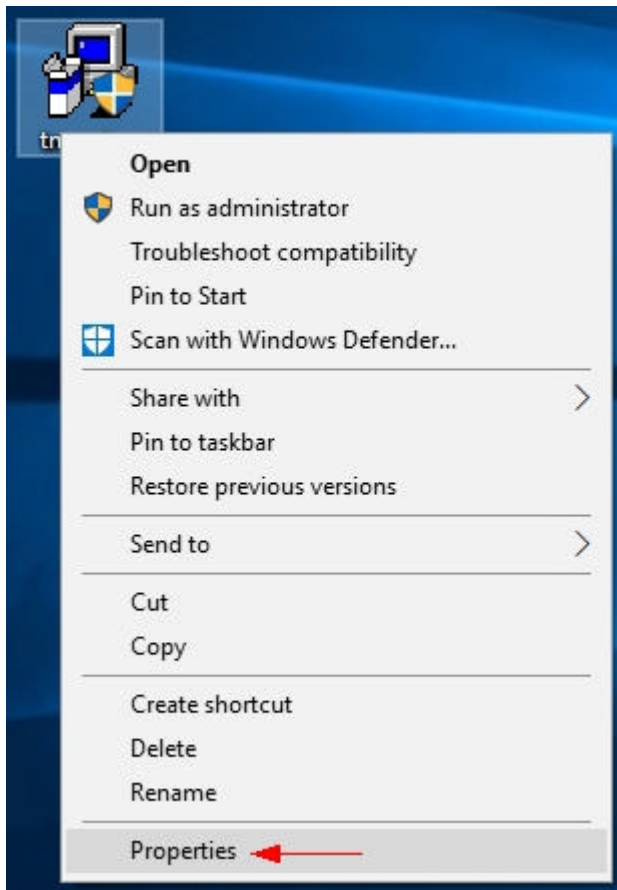 Open
Run as administrator
Troubleshoot compatibility
Pin to Start
Scan with Windows Defender...
Share with
Pin to taskbar
Restore previous versions
Send to
Cut
Copy
Create shortcut
Delete
Rename
Properties